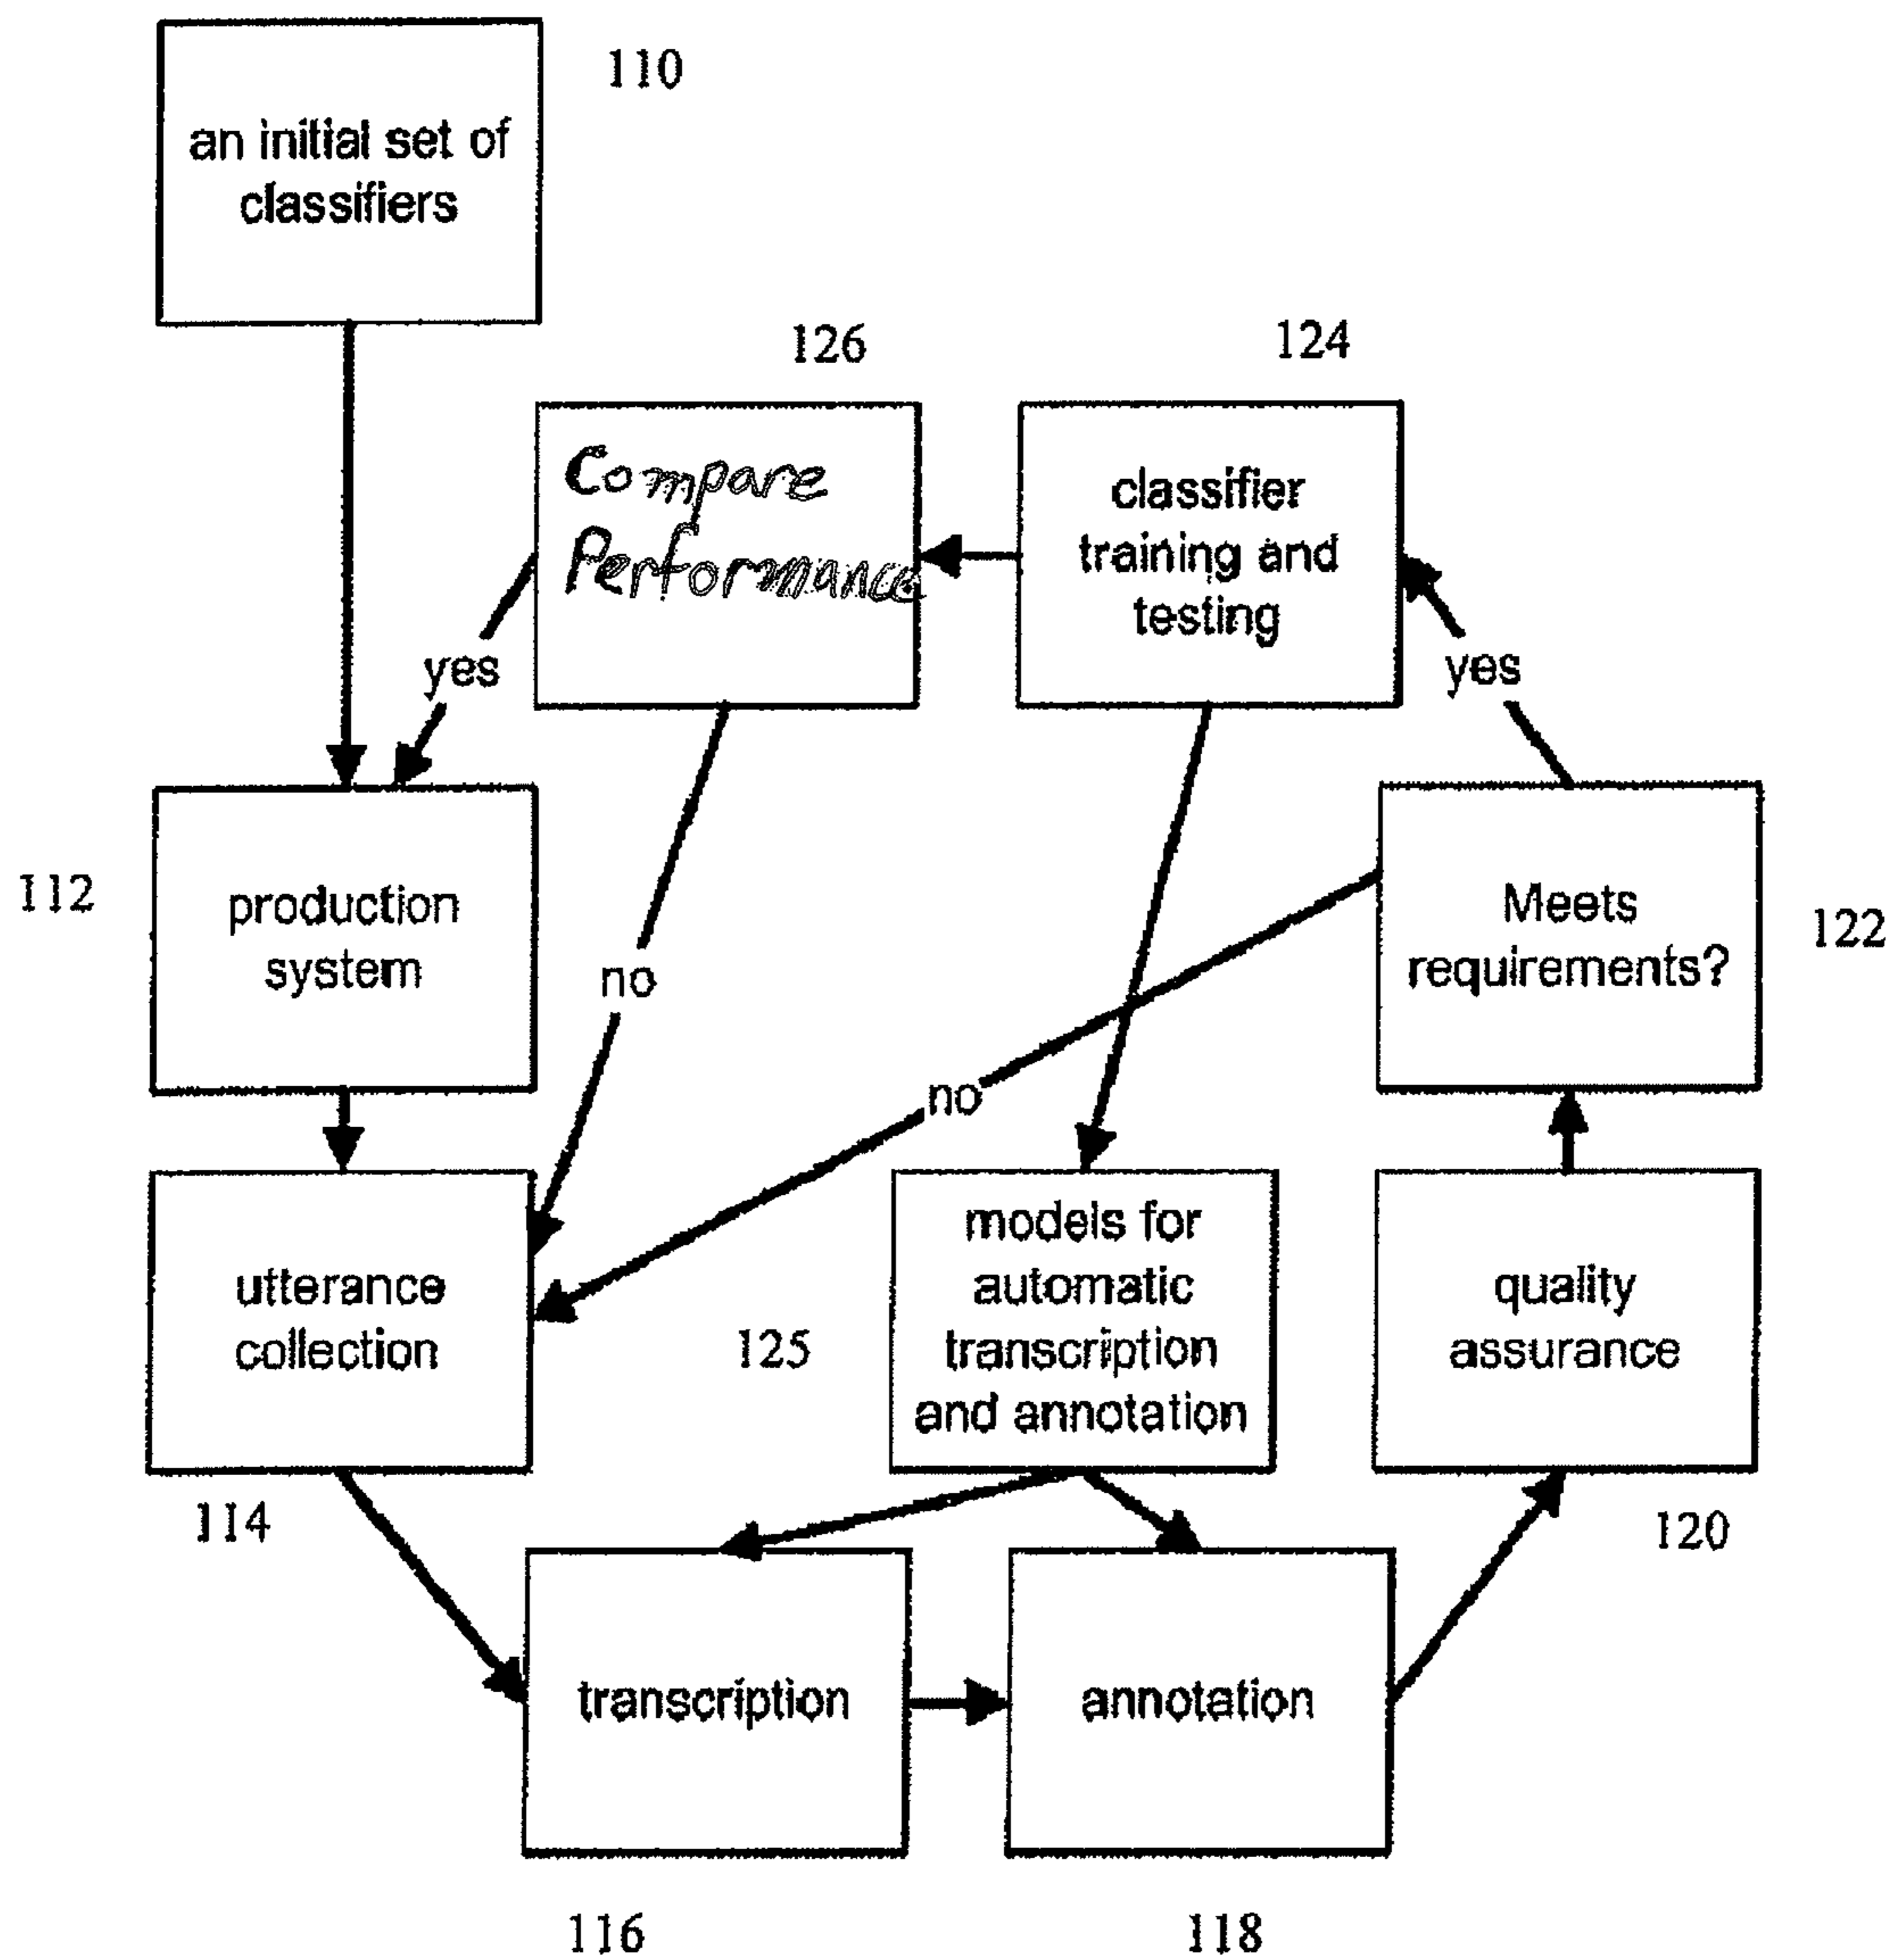 110
an initial set of
classifiers
126
124
Compare
Performance
classifier
training and
testing
yes
yes
112
production
system
Meets
requirements?
122
no
no
utterance
collection
125
models for
automatic
transcription
and annotation
quality
assurance
114
120
transcription
annotation
116
118